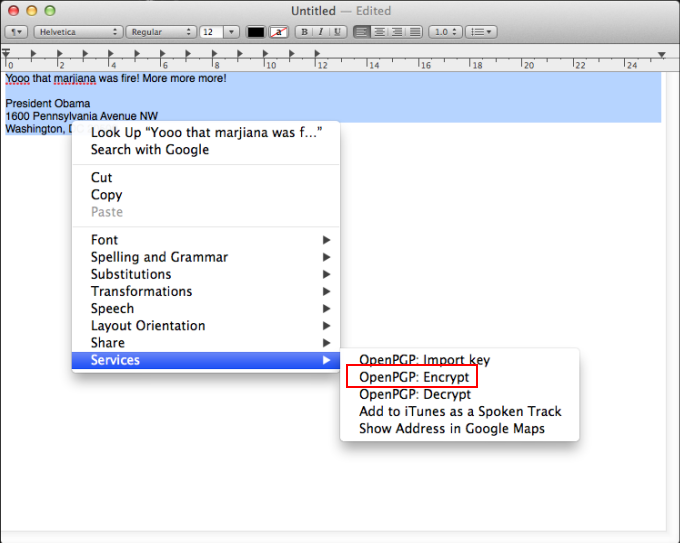 Untitled — Edited
Helvetica
Regular
12
a
B I U
1.0
0 2 4 6 8 10 12 14 16 18 20 22 24
Yooo that marjiana was fire! More more more!
President Obama
1600 Pennsylvania Avenue NW
Washington, D
Look Up “Yooo that marjiana was f...”
Search with Google
Cut
Copy
Paste
Font
Spelling and Grammar
Substitutions
Transformations
Speech
Layout Orientation
Share
Services
OpenPGP: Import key
OpenPGP: Encrypt
OpenPGP: Decrypt
Add to iTunes as a Spoken Track
Show Address in Google Maps